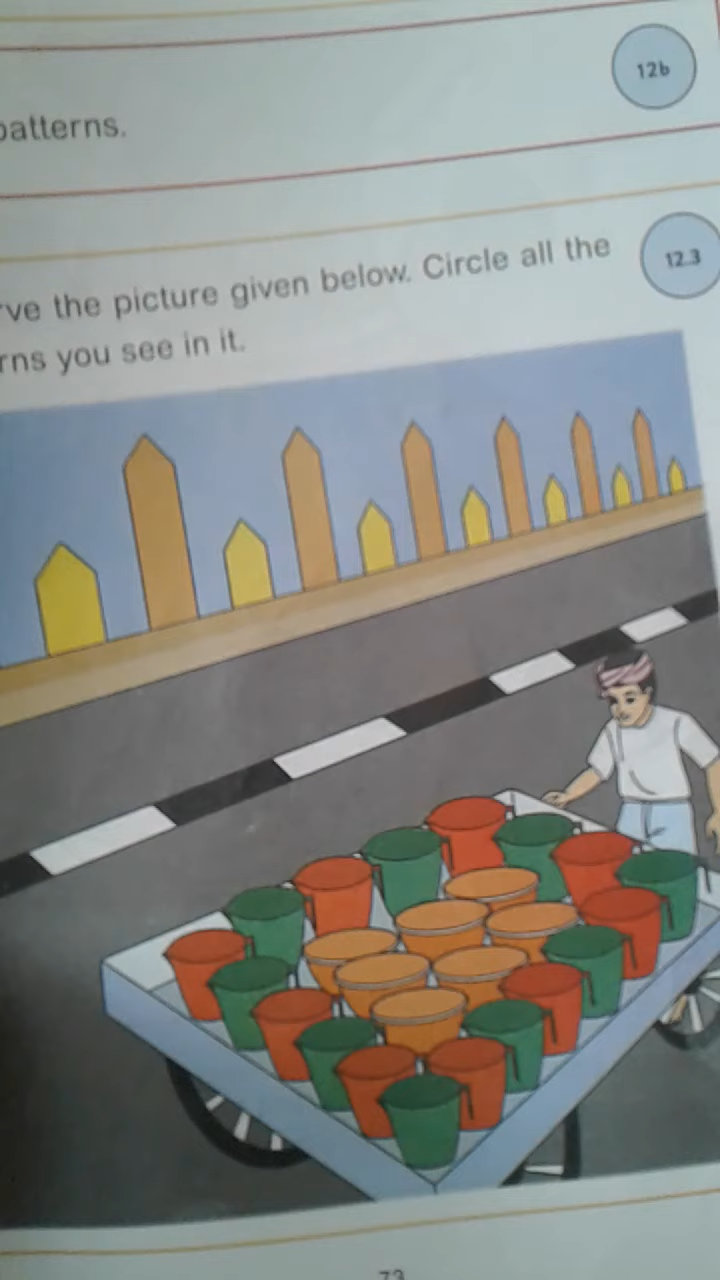 12b
patterns.
rve the picture given below. Circle all the
12.3
rns you see in it.